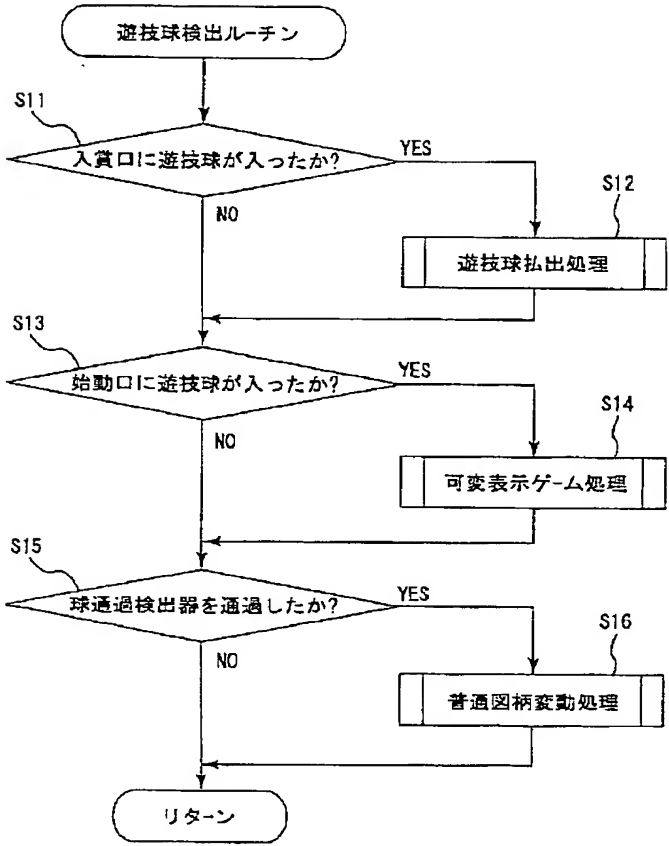 遊技球検出ルーチン
S11
入賞口に遊技球が入ったか?
YES
NO
S12
遊技球払出処理
S13
始動口に遊技球が入ったか?
YES
NO
S14
可変表示ゲーム処理
S15
球通過検出器を通過したか?
YES
NO
S16
普通図柄変動処理
リターン